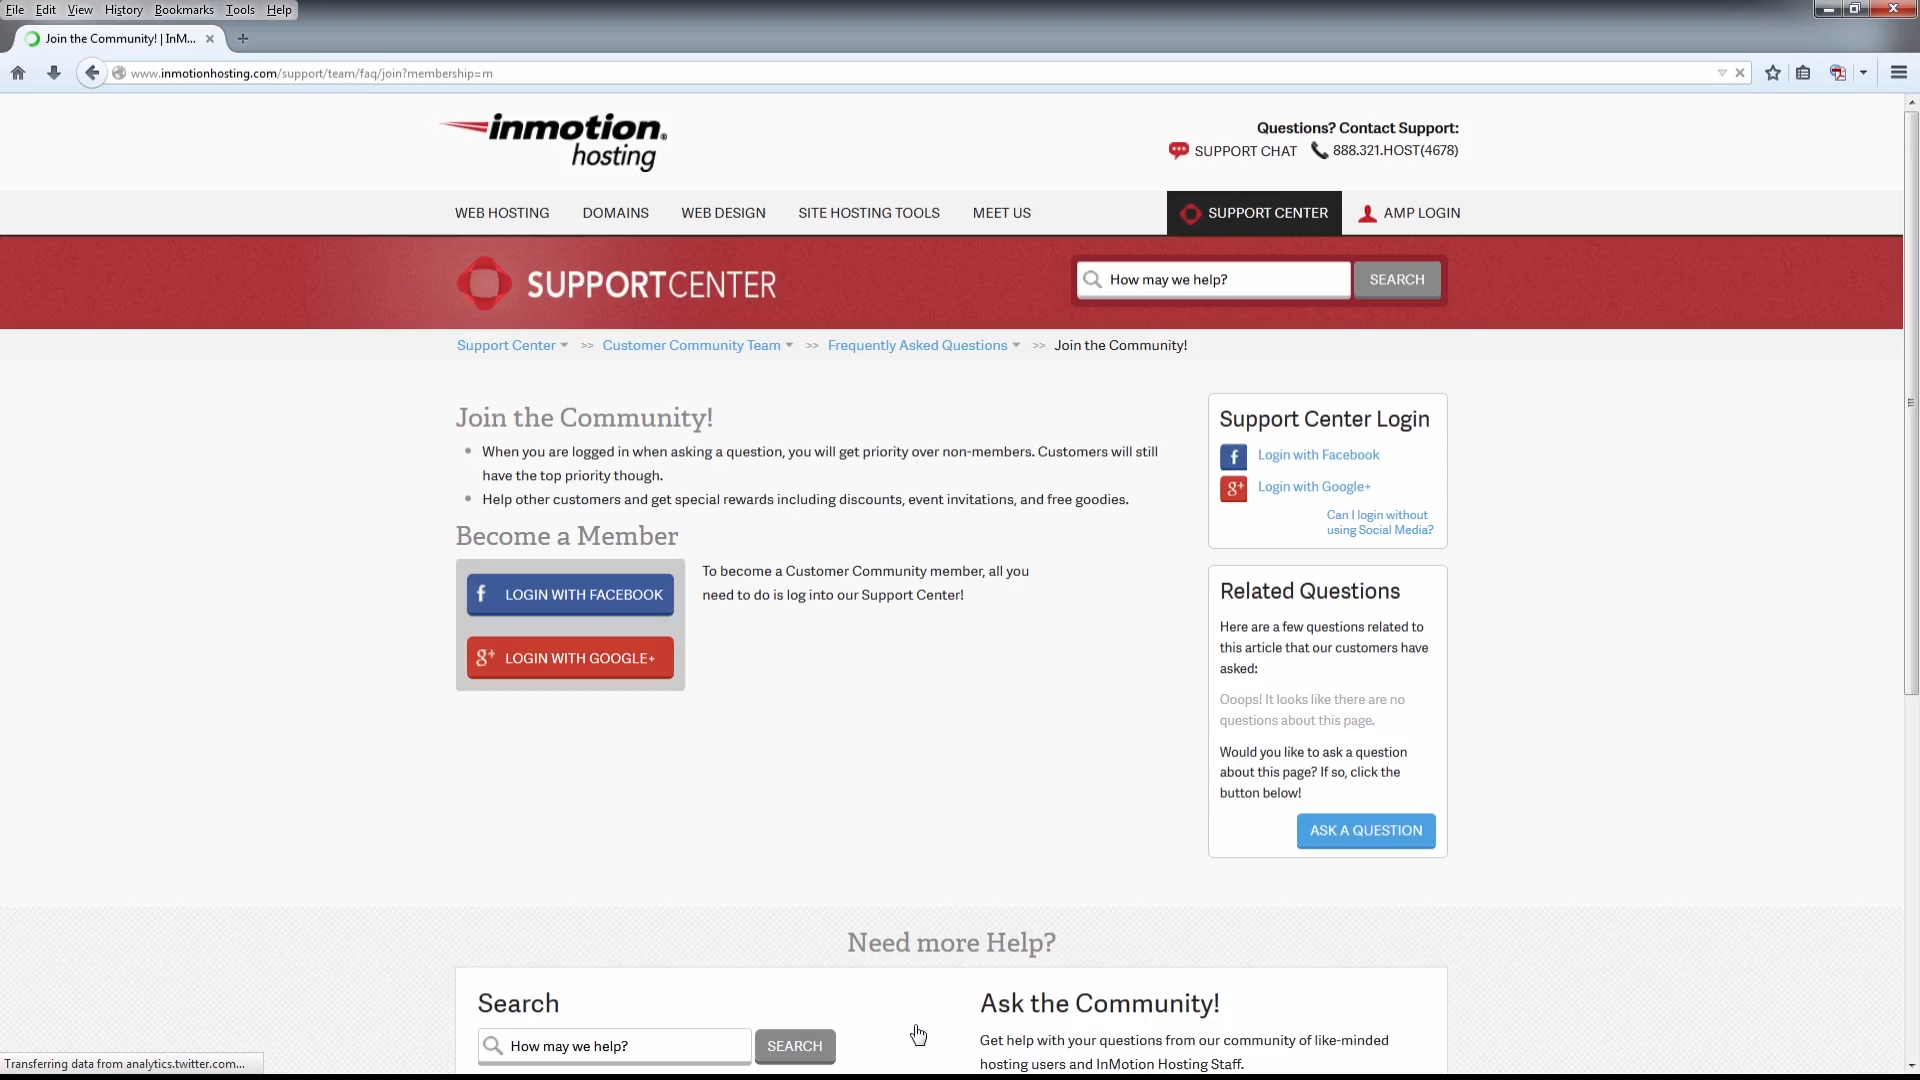 File Edit View History Bookmarks Tools Help
Join the Community! | InM...
www.inmotionhosting.com/support/team/faq/join?membership=m
inmotion®
hosting
Questions? Contact Support:
SUPPORT CHAT 888.321.HOST(4678)
WEB HOSTING DOMAINS WEB DESIGN SITE HOSTING TOOLS MEET US SUPPORT CENTER AMP LOGIN
SUPPORTCENTER
How may we help? SEARCH
Support Center >> Customer Community Team >> Frequently Asked Questions >> Join the Community!
Join the Community!
• When you are logged in when asking a question, you will get priority over non-members. Customers will still
have the top priority though.
• Help other customers and get special rewards including discounts, event invitations, and free goodies.
Become a Member
f LOGIN WITH FACEBOOK
g+ LOGIN WITH GOOGLE+
To become a Customer Community member, all you
need to do is log into our Support Center!
Support Center Login
f Login with Facebook
g+ Login with Google+
Can I login without
using Social Media?
Related Questions
Here are a few questions related to
this article that our customers have
asked:
Ooops! It looks like there are no
questions about this page.
Would you like to ask a question
about this page? If so, click the
button below!
ASK A QUESTION
Need more Help?
Search
How may we help? SEARCH
Ask the Community!
Get help with your questions from our community of like-minded
hosting users and InMotion Hosting Staff.
Transferring data from analytics.twitter.com...